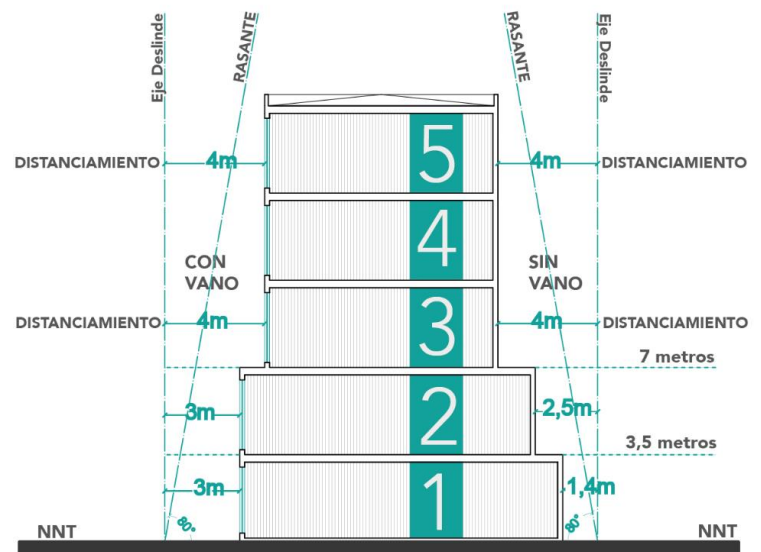 Eje Deslinde
RASANTE
RASANTE
Eje Deslinde
DISTANCIAMIENTO
4m
5
4m
DISTANCIAMIENTO
CON
VANO
4
SIN
VANO
DISTANCIAMIENTO
4m
3
4m
DISTANCIAMIENTO
7 metros
3m
2
2,5m
3,5 metros
3m
1
1,4m
80°
80°
NNT
NNT